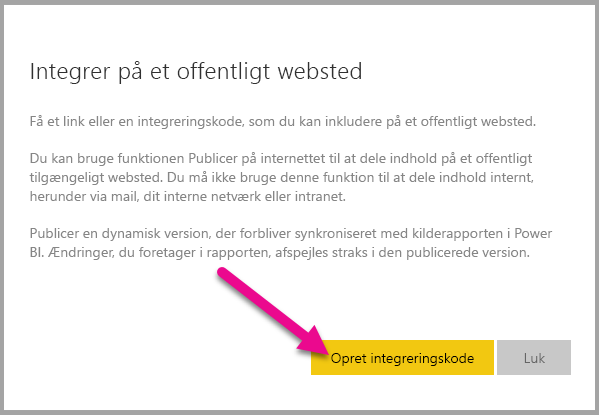 Integrer på et offentligt websted
Få et link eller en integreringskode, som du kan inkludere på et offentligt websted.
Du kan bruge funktionen Publicer på internettet til at dele indhold på et offentligt
tilgængeligt websted. Du må ikke bruge denne funktion til at dele indhold internt,
herunder via mail, dit interne netværk eller intranet.
Publicer en dynamisk version, der forbliver synkroniseret med kilderapporten i Power
BI. Ændringer, du foretager i rapporten, afspejles straks i den publicerede version.
Opret integreringskode
Luk